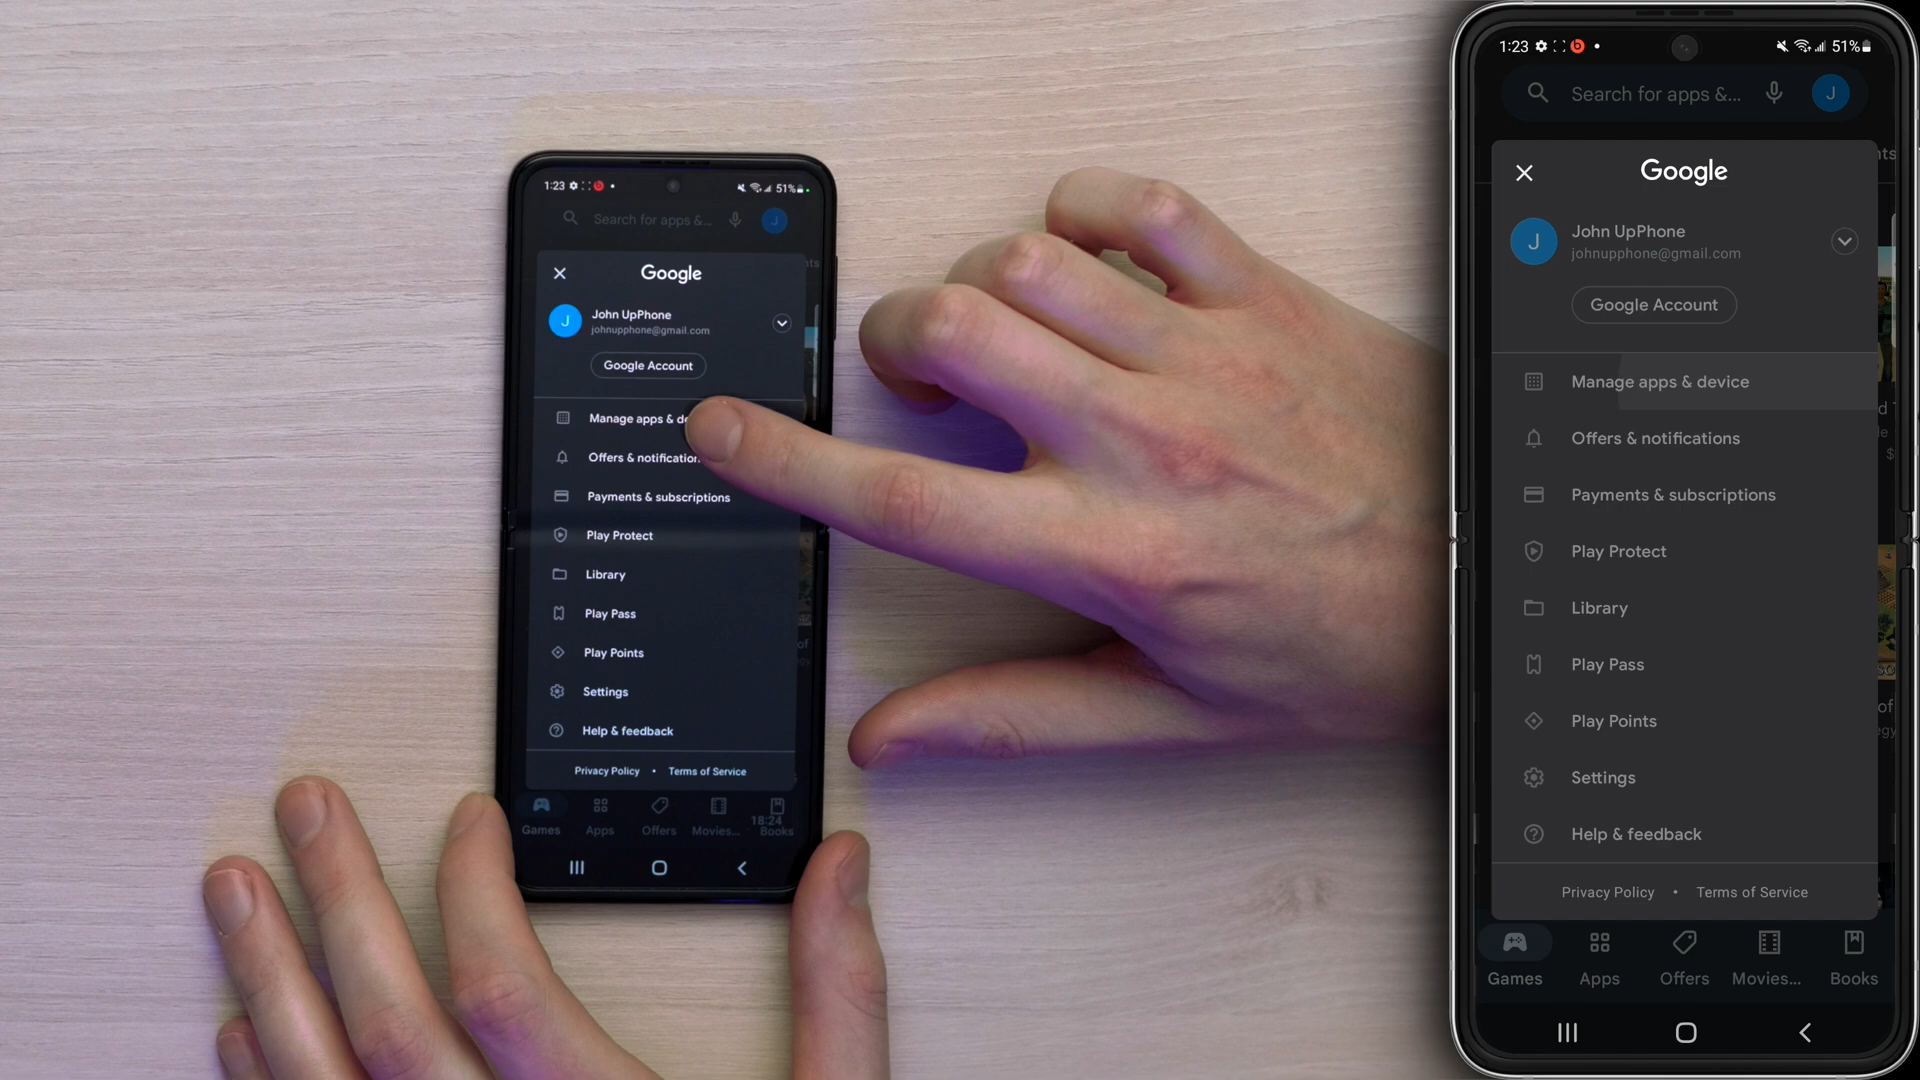 1:23 51%
Search for apps &...
J
Google
John UpPhone
J
johnupphone@gmail.com
Google Account
Manage apps & de
Offers & notification
Payments & subscriptions
Play Protect
Library
Play Pass
Play Points
Settings
Help & feedback
Privacy Policy • Terms of Service
18:24
Games Apps Offers Movies... Books
1:23 51%
Search for apps &...
J
nts
Google
John UpPhone
J
johnupphone@gmail.com
Google Account
Manage apps & device
Offers & notifications
Payments & subscriptions
Play Protect
Library
Play Pass
Play Points
Settings
Help & feedback
Privacy Policy • Terms of Service
Games Apps Offers Movies... Books